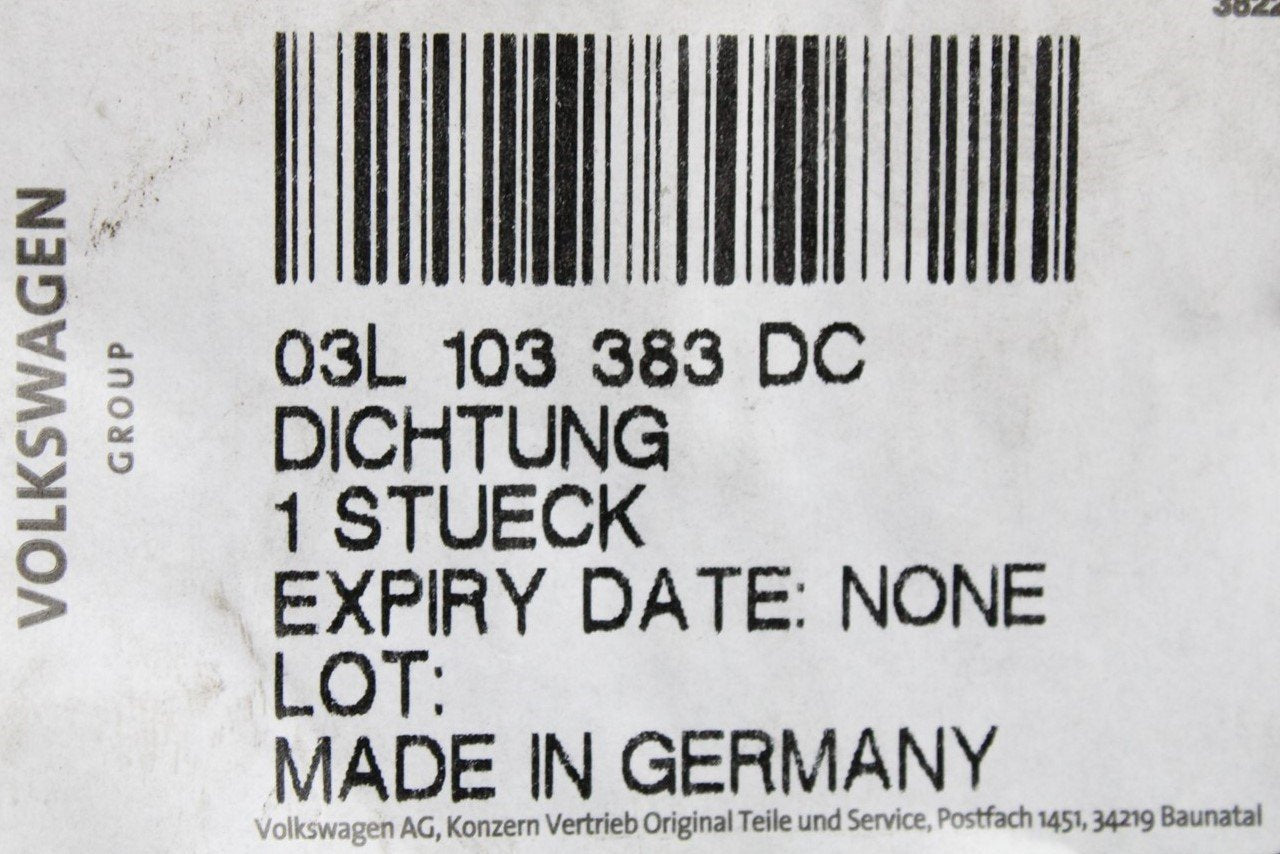 VOLKSWAGEN
GROUP
03L 103 383 DC
DICHTUNG
1 STUECK
EXPIRY DATE: NONE
LOT:
MADE IN GERMANY
Volkswagen AG, Konzern Vertrieb Original Teile und Service, Postfach 1451, 34219 Baunatal